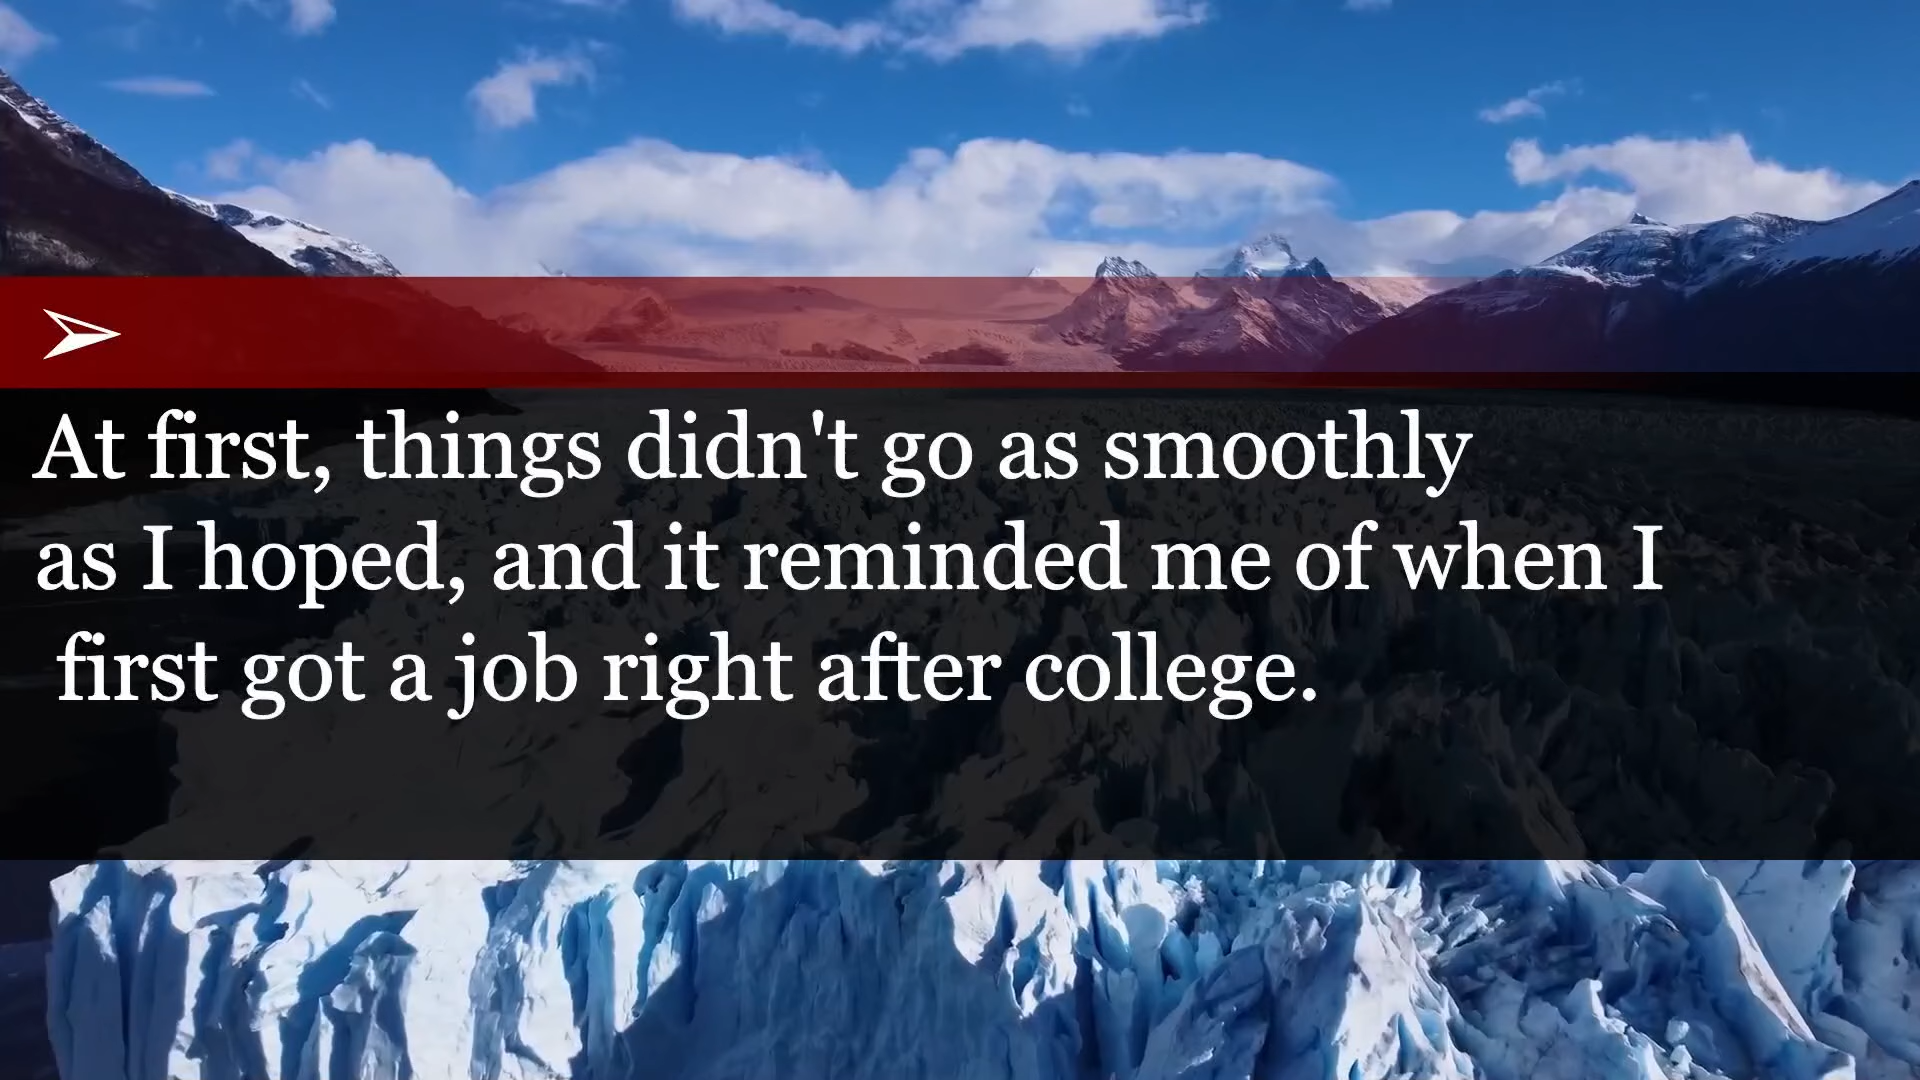 At first, things didn't go as smoothly
as I hoped, and it reminded me of when I
first got a job right after college.